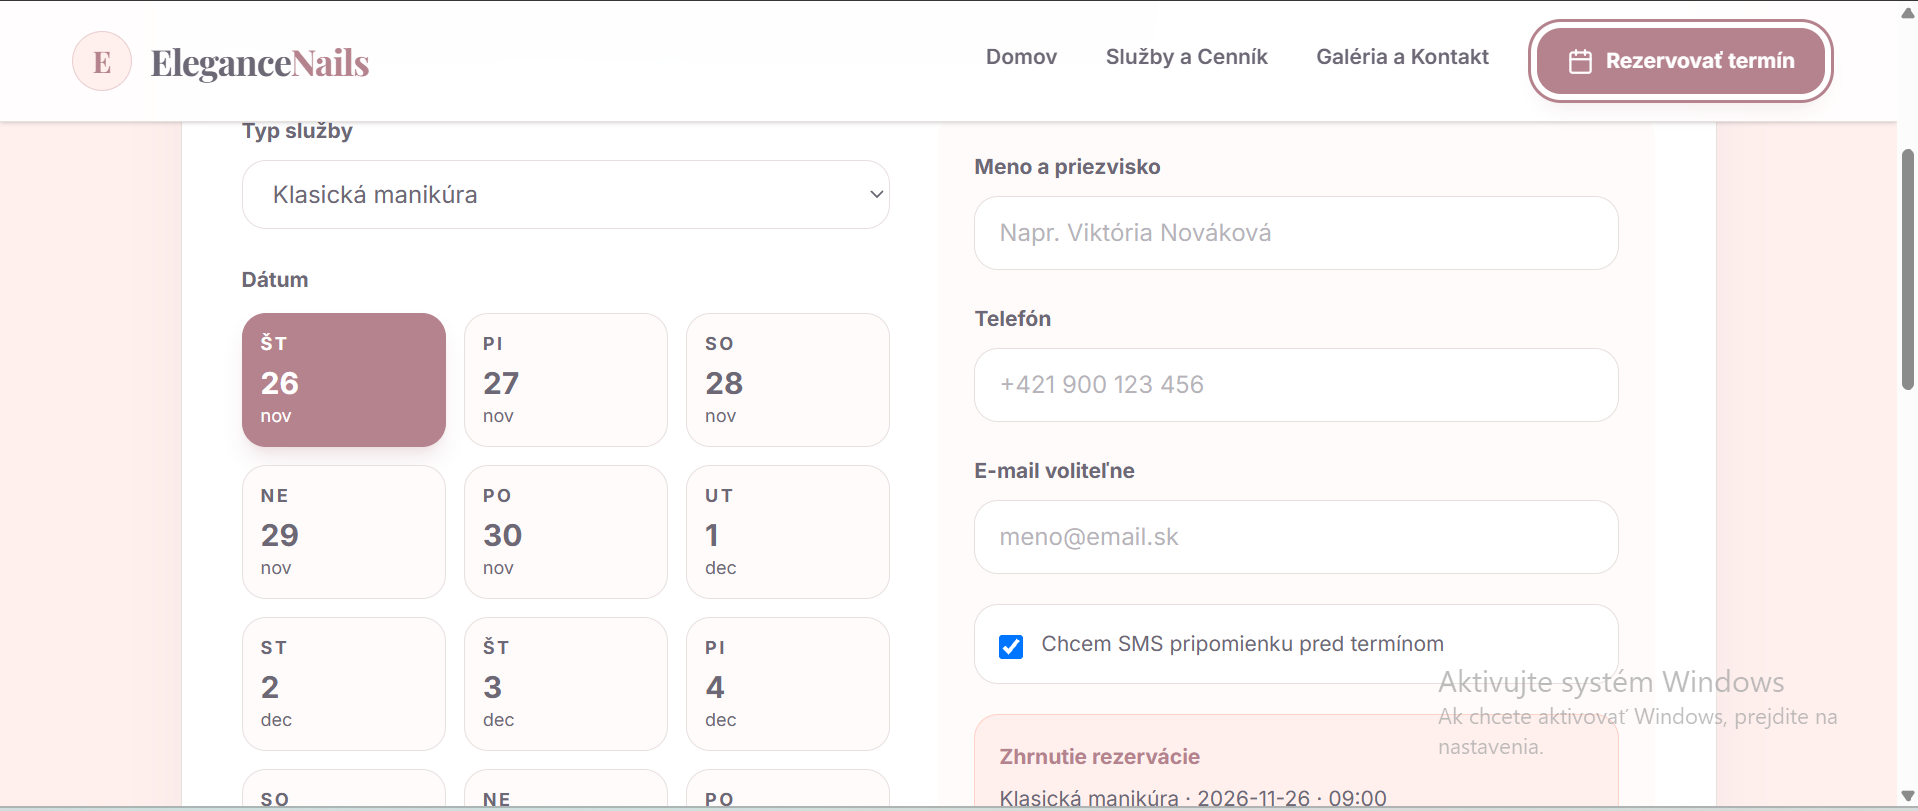 E EleganceNails
Domov
Služby a Cenník
Galéria a Kontakt
Rezervovať termín
Typ služby
Klasická manikúra
Dátum
ŠT
26
nov
PI
27
nov
SO
28
nov
NE
29
nov
PO
30
nov
UT
1
dec
ST
2
dec
ŠT
3
dec
PI
4
dec
SO
NE
PO
Meno a priezvisko
Napr. Viktória Nováková
Telefón
+421 900 123 456
E-mail voliteľne
meno@email.sk
Chcem SMS pripomienku pred termínom
Zhrnutie rezervácie
Klasická manikúra · 2026-11-26 · 09:00
Aktivujte systém Windows
Ak chcete aktivovať Windows, prejdite na
nastavenia.